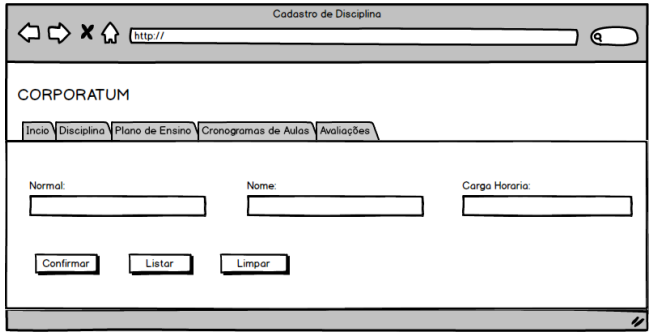 Cadastro de Disciplina
http://
CORPORATUM
Incio Disciplina Plano de Ensino Cronogramas de Aulas Avaliações
Normal: Nome: Carga Horaria:
Confirmar Listar Limpar